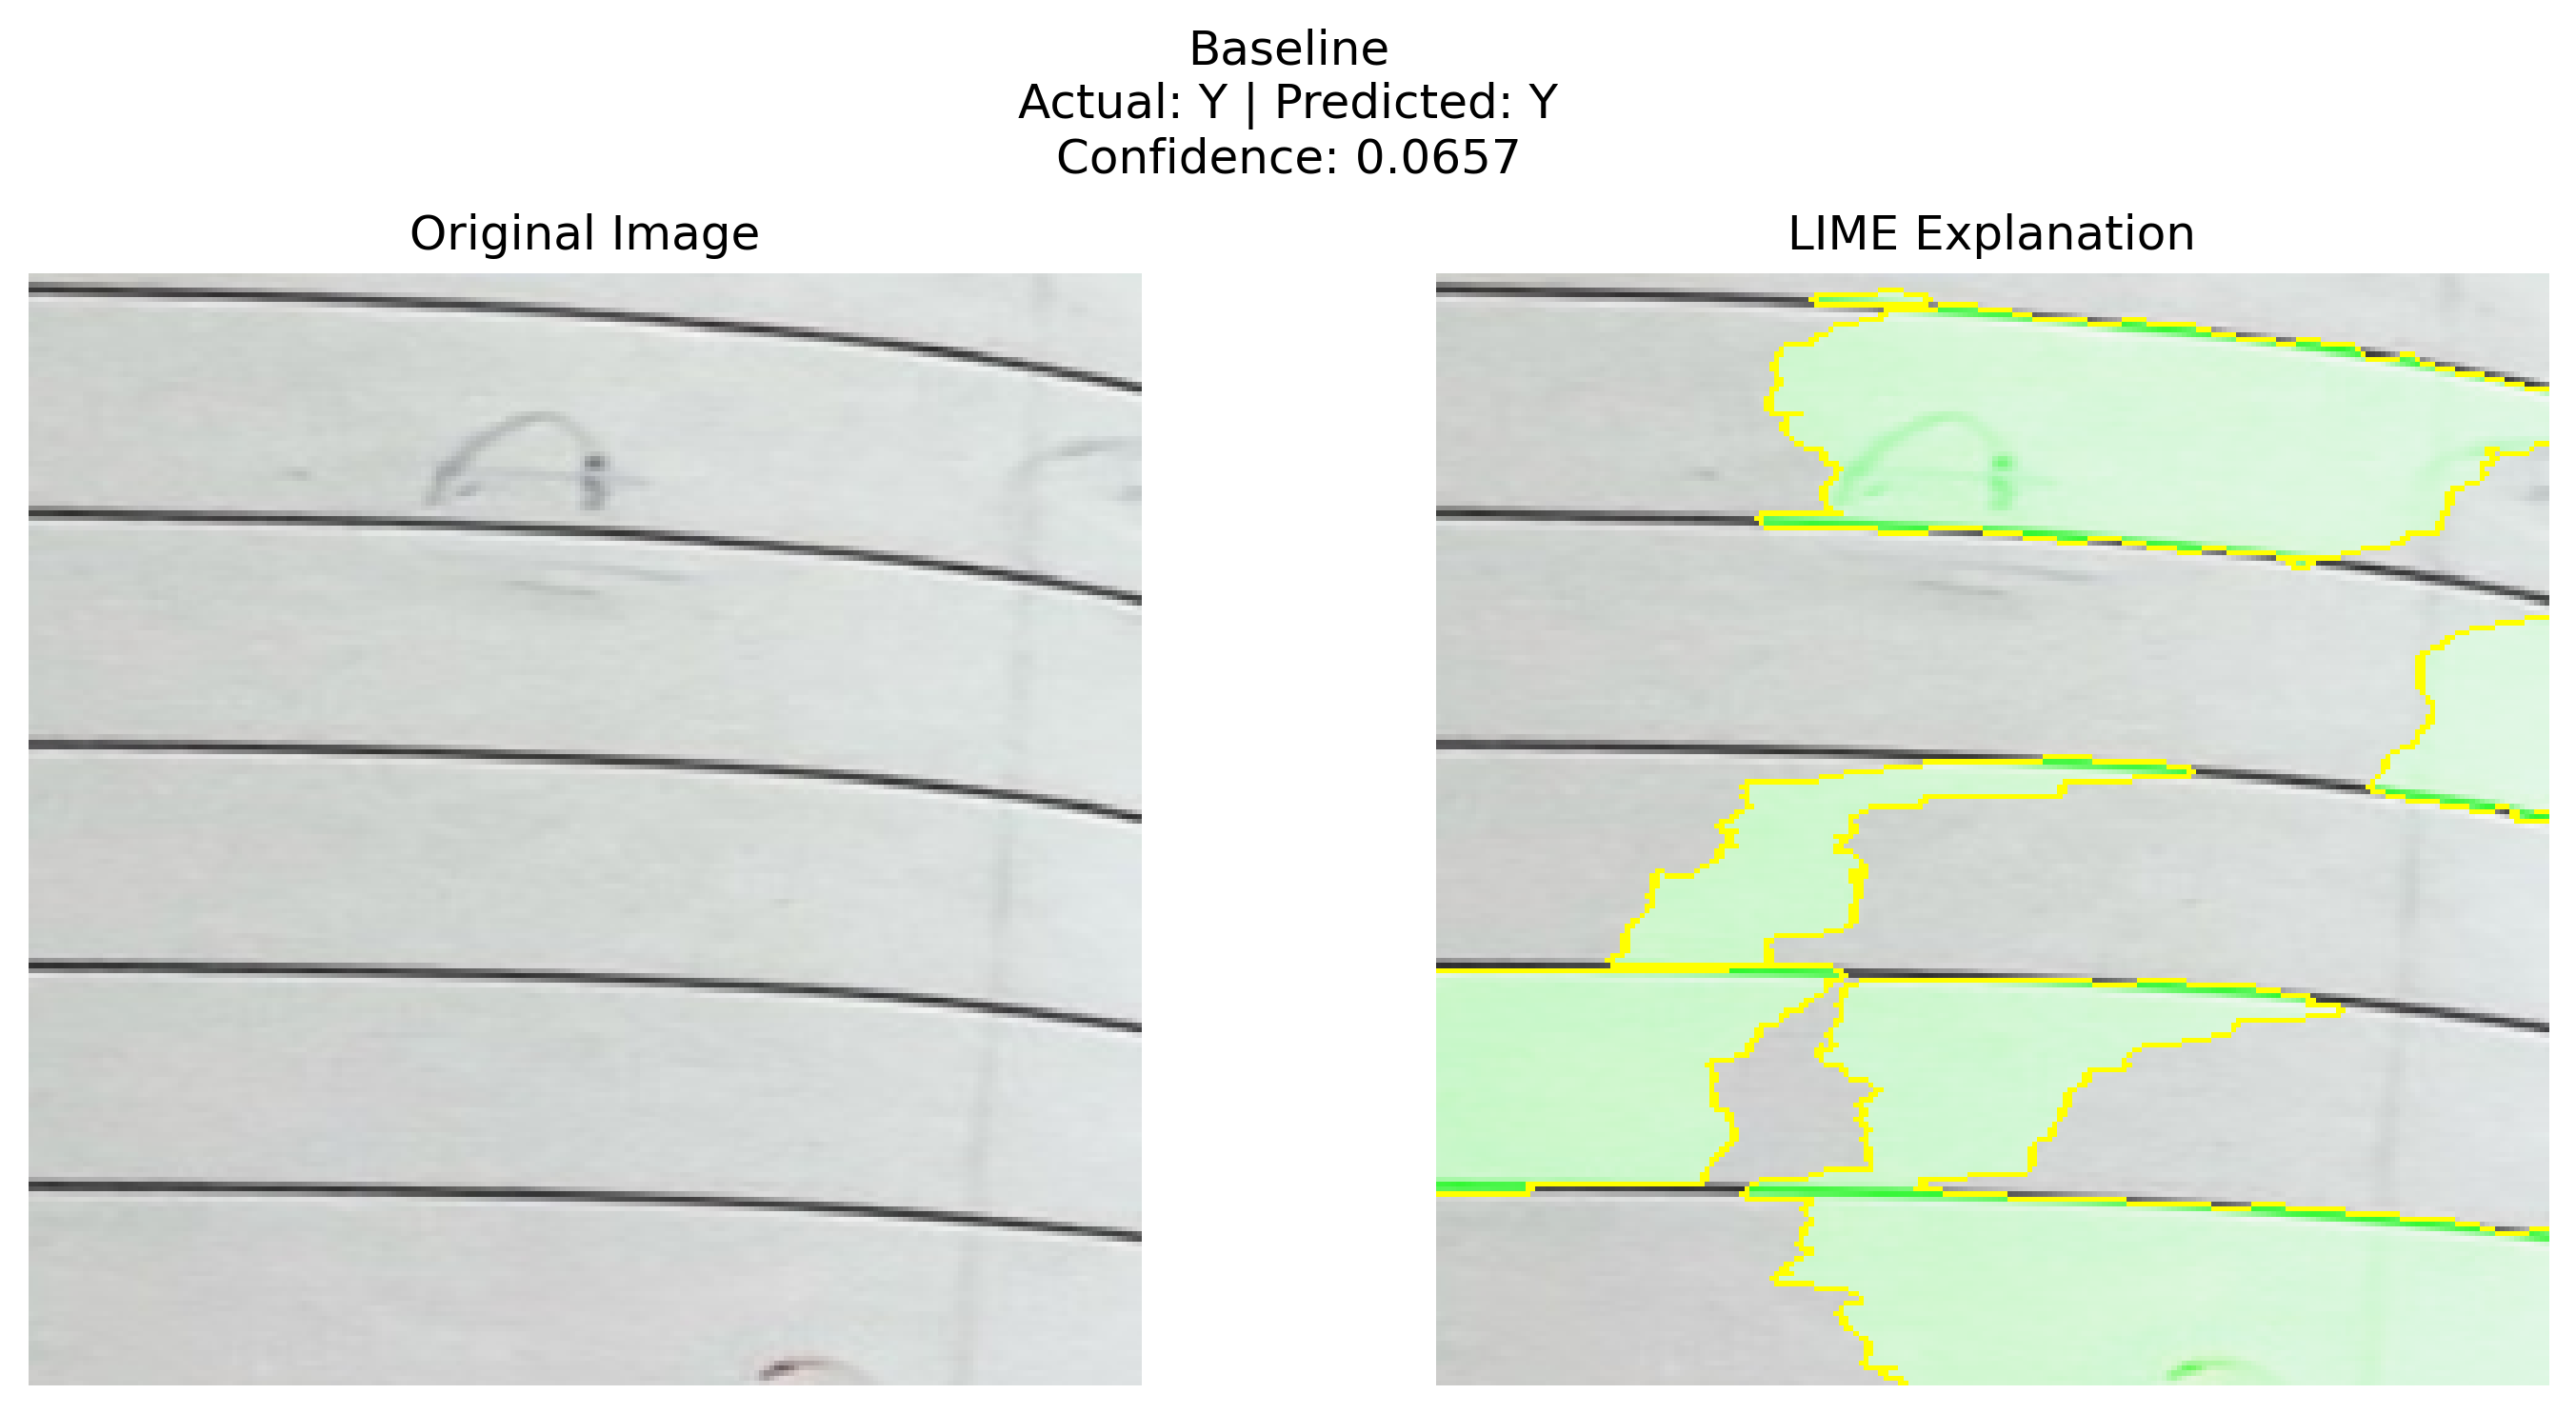 Baseline
Actual: Y | Predicted: Y
Confidence: 0.0657
Original Image
LIME Explanation